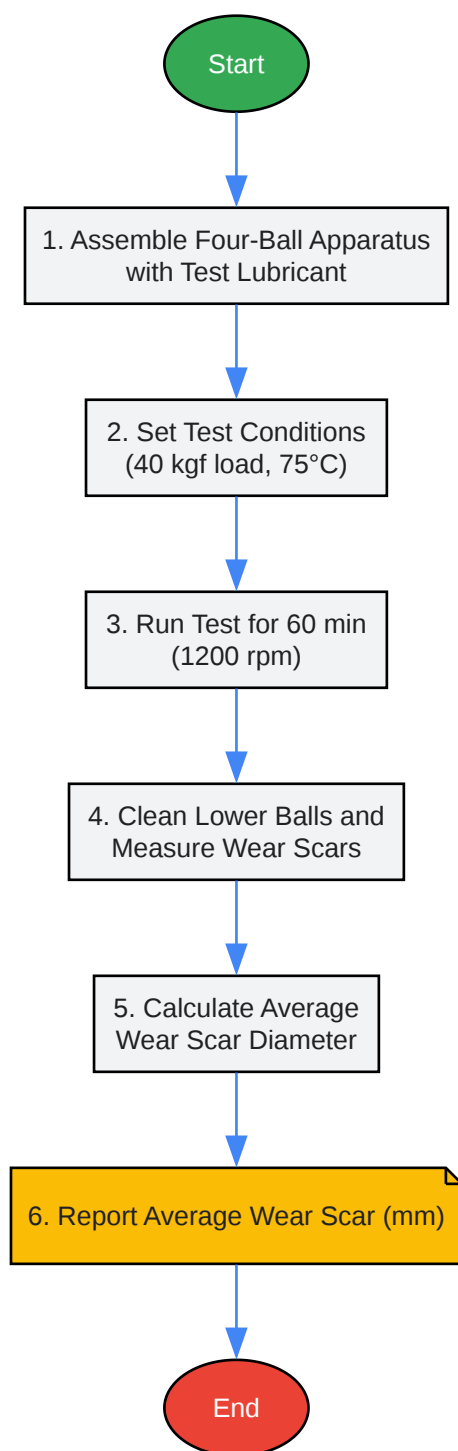 Start
1. Assemble Four-Ball Apparatus
with Test Lubricant
2. Set Test Conditions
(40 kgf load, 75°C)
3. Run Test for 60 min
(1200 rpm)
4. Clean Lower Balls and
Measure Wear Scars
5. Calculate Average
Wear Scar Diameter
6. Report Average Wear Scar (mm)
End